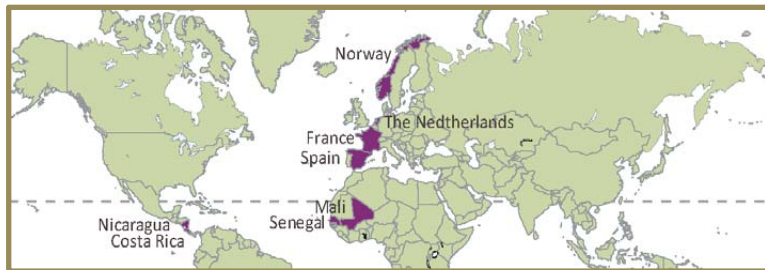 Norway
The Nedtherlands
France
Spain
Mali
Senegal
Nicaragua
Costa Rica